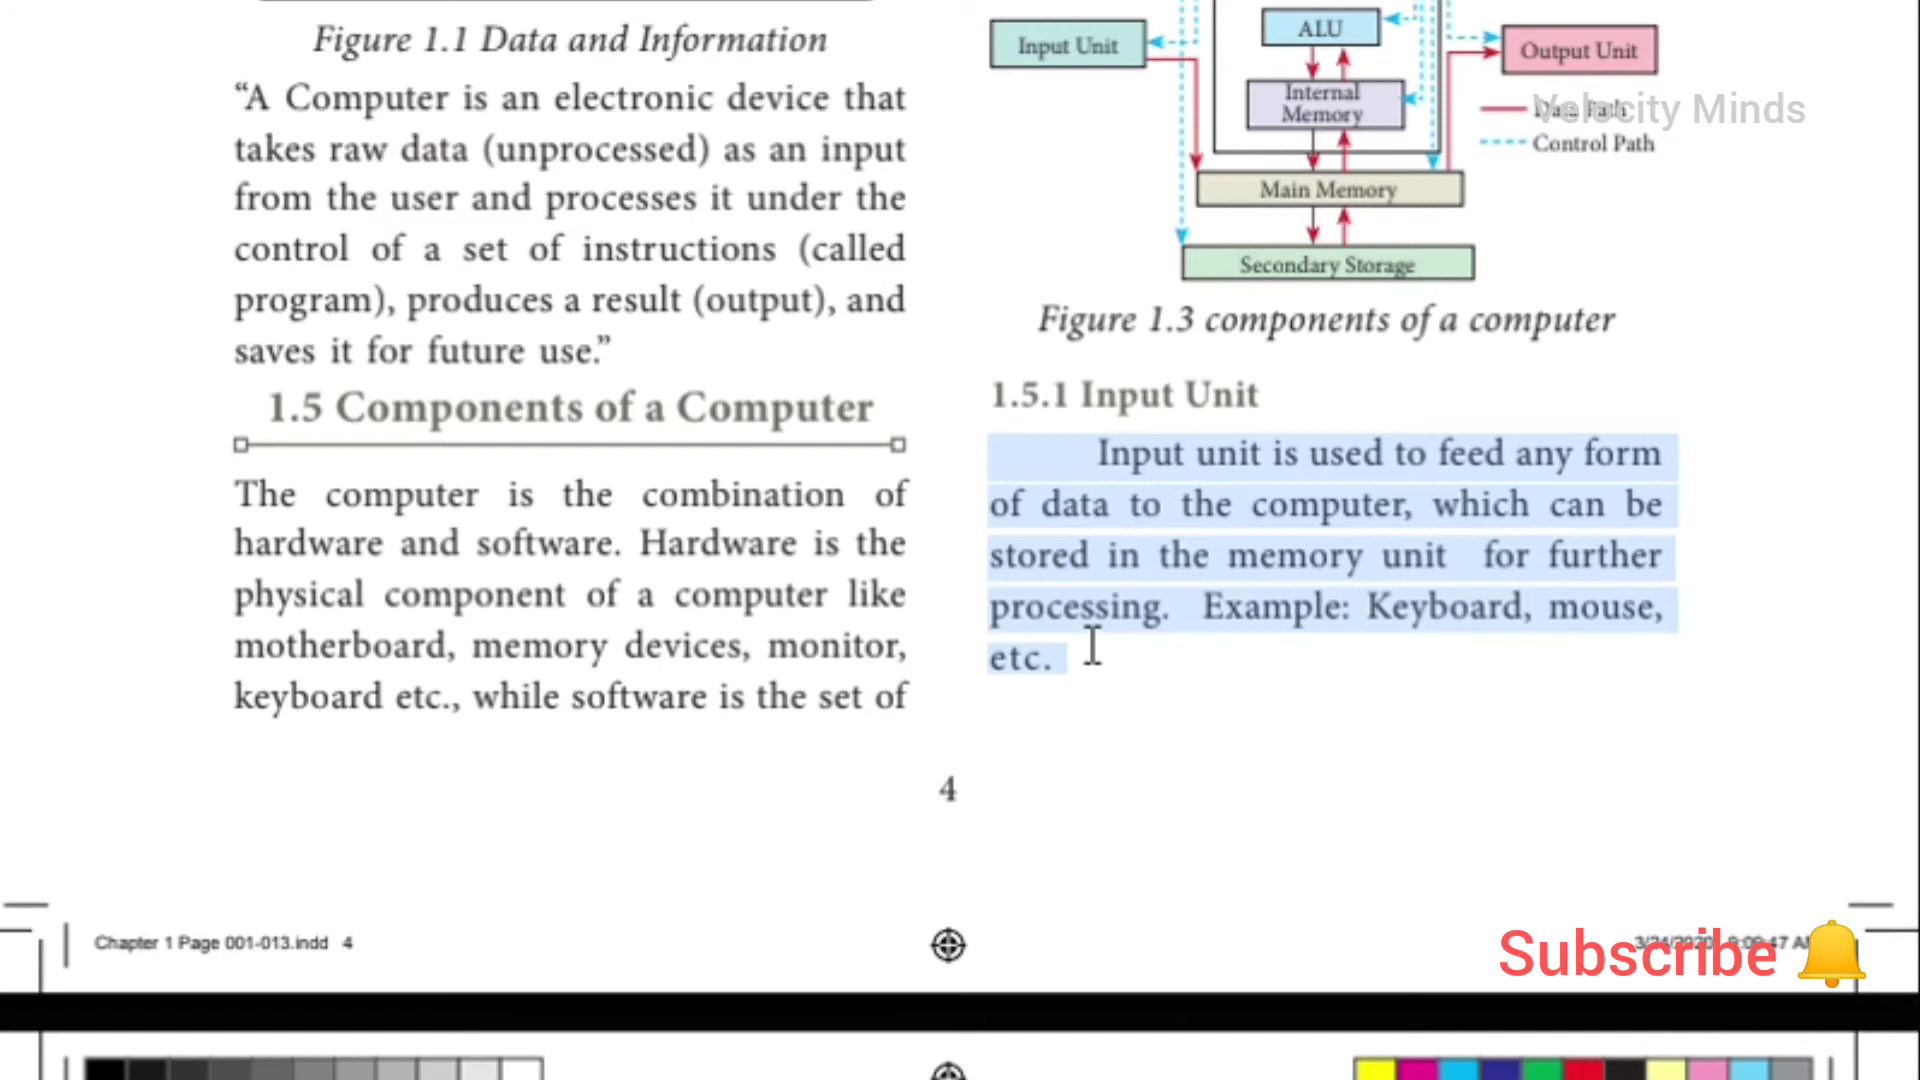 Figure 1.1 Data and Information
“A Computer is an electronic device that
takes raw data (unprocessed) as an input
from the user and processes it under the
control of a set of instructions (called
program), produces a result (output), and
saves it for future use.”
1.5 Components of a Computer
The computer is the combination of
hardware and software. Hardware is the
physical component of a computer like
motherboard, memory devices, monitor,
keyboard etc., while software is the set of
Input Unit
ALU
Internal
Memory
Output Unit
Velocity Minds
Data Path
Control Path
Main Memory
Secondary Storage
Figure 1.3 components of a computer
1.5.1 Input Unit
Input unit is used to feed any form
of data to the computer, which can be
stored in the memory unit for further
processing. Example: Keyboard, mouse,
etc.
4
Chapter 1 Page 001-013.indd 4
Subscribe